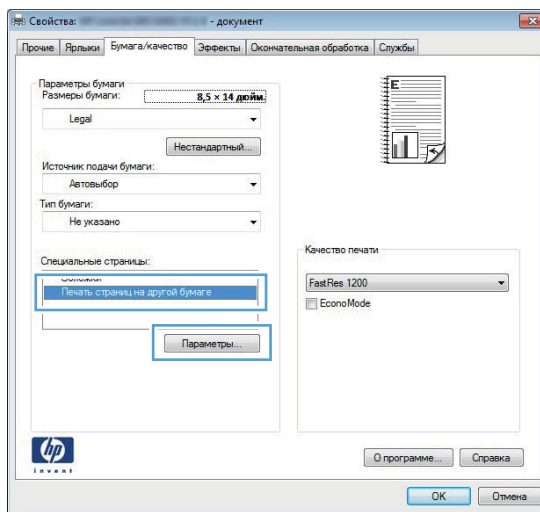 Свойства: - документ
Прочие Ярлыки Бумага/качество Эффекты Окончательная обработка Службы
Параметры бумаги
Размеры бумаги: 8,5 × 14 дюйм.
Legal
Нестандартный...
Источник подачи бумаги:
Автовыбор
Тип бумаги:
Не указано
Специальные страницы:
Печать страниц на другой бумаге
Параметры...
E
Качество печати
FastRes 1200
EconoMode
hp
invent
О программе... Справка
OK Отмена